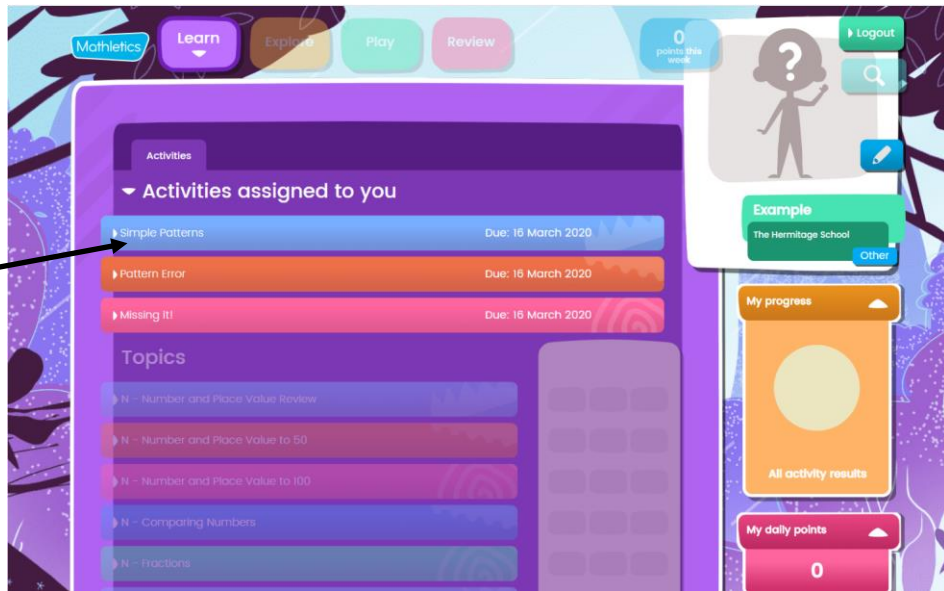 Mathletics
Learn
Explore
Play
Review
0
points this
week
Logout
Activities
Activities assigned to you
Simple Patterns Due: 16 March 2020
Pattern Error Due: 16 March 2020
Missing it! Due: 16 March 2020
Topics
N - Number and Place Value Review
N - Number and Place Value to 50
N - Number and Place Value to 100
N - Comparing Numbers
N - Fractions
?
Example
The Hermitage School
Other
My progress
All activity results
My daily points
0